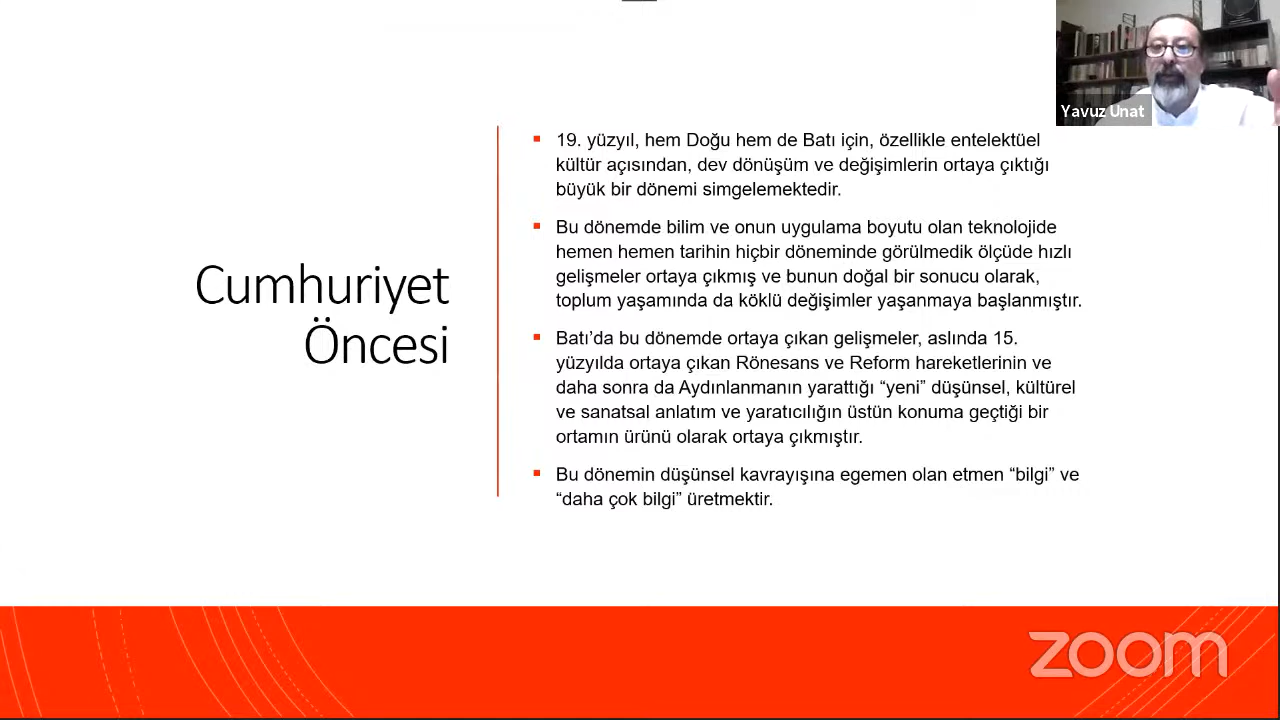 Yavuz Unat
Cumhuriyet
Öncesi
19. yüzyıl, hem Doğu hem de Batı için, özellikle entelektüel
kültür açısından, dev dönüşüm ve değişimlerin ortaya çıktığı
büyük bir dönemi simgelemektedir.
Bu dönemde bilim ve onun uygulama boyutu olan teknolojide
hemen hemen tarihin hiçbir döneminde görülmedik ölçüde hızlı
gelişmeler ortaya çıkmış ve bunun doğal bir sonucu olarak,
toplum yaşamında da köklü değişimler yaşanmaya başlanmıştır.
Batı’da bu dönemde ortaya çıkan gelişmeler, aslında 15.
yüzyılda ortaya çıkan Rönesans ve Reform hareketlerinin ve
daha sonra da Aydınlanmanın yarattığı “yeni” düşünsel, kültürel
ve sanatsal anlatım ve yaratıcılığın üstün konuma geçtiği bir
ortamın ürünü olarak ortaya çıkmıştır.
Bu dönemin düşünsel kavrayışına egemen olan etmen “bilgi” ve
“daha çok bilgi” üretmektir.
zoom